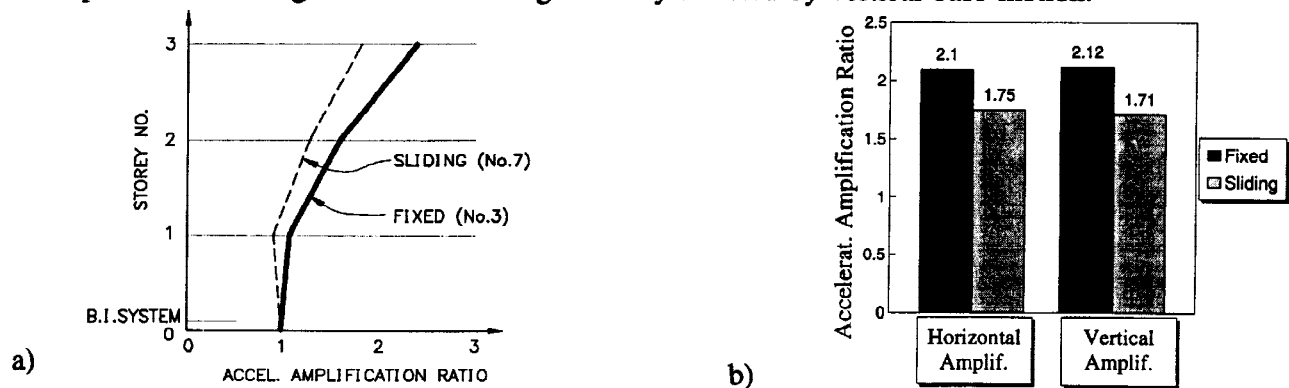 3
2
1
0
STOREY NO.
B.I.SYSTEM
SLIDING (No.7)
FIXED (No.3)
0
1
2
3
ACCEL. AMPLIFICATION RATIO
a)
Accelerat. Amplification Ratio
2.5
2
1.5
1
0.5
0
2.1
1.75
2.12
1.71
Horizontal
Amplif.
Vertical
Amplif.
Fixed
Sliding
b)